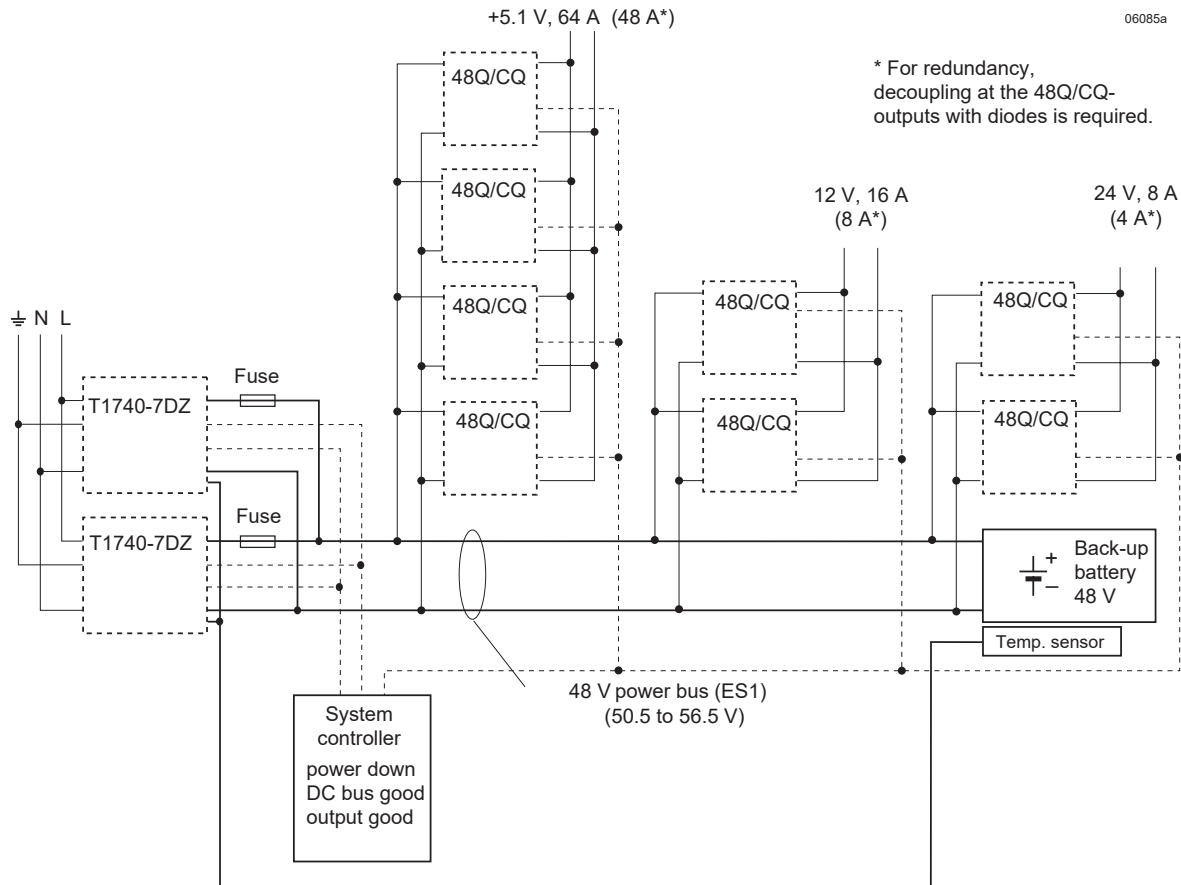 +5.1 V, 64 A (48 A*)
06085a
* For redundancy,
decoupling at the 48Q/CQ-
outputs with diodes is required.
48Q/CQ
48Q/CQ
48Q/CQ
48Q/CQ
12 V, 16 A
(8 A*)
48Q/CQ
48Q/CQ
24 V, 8 A
(4 A*)
48Q/CQ
48Q/CQ
N L
T1740-7DZ
Fuse
T1740-7DZ
Fuse
+
–
Back-up
battery
48 V
Temp. sensor
48 V power bus (ES1)
(50.5 to 56.5 V)
System
controller
power down
DC bus good
output good